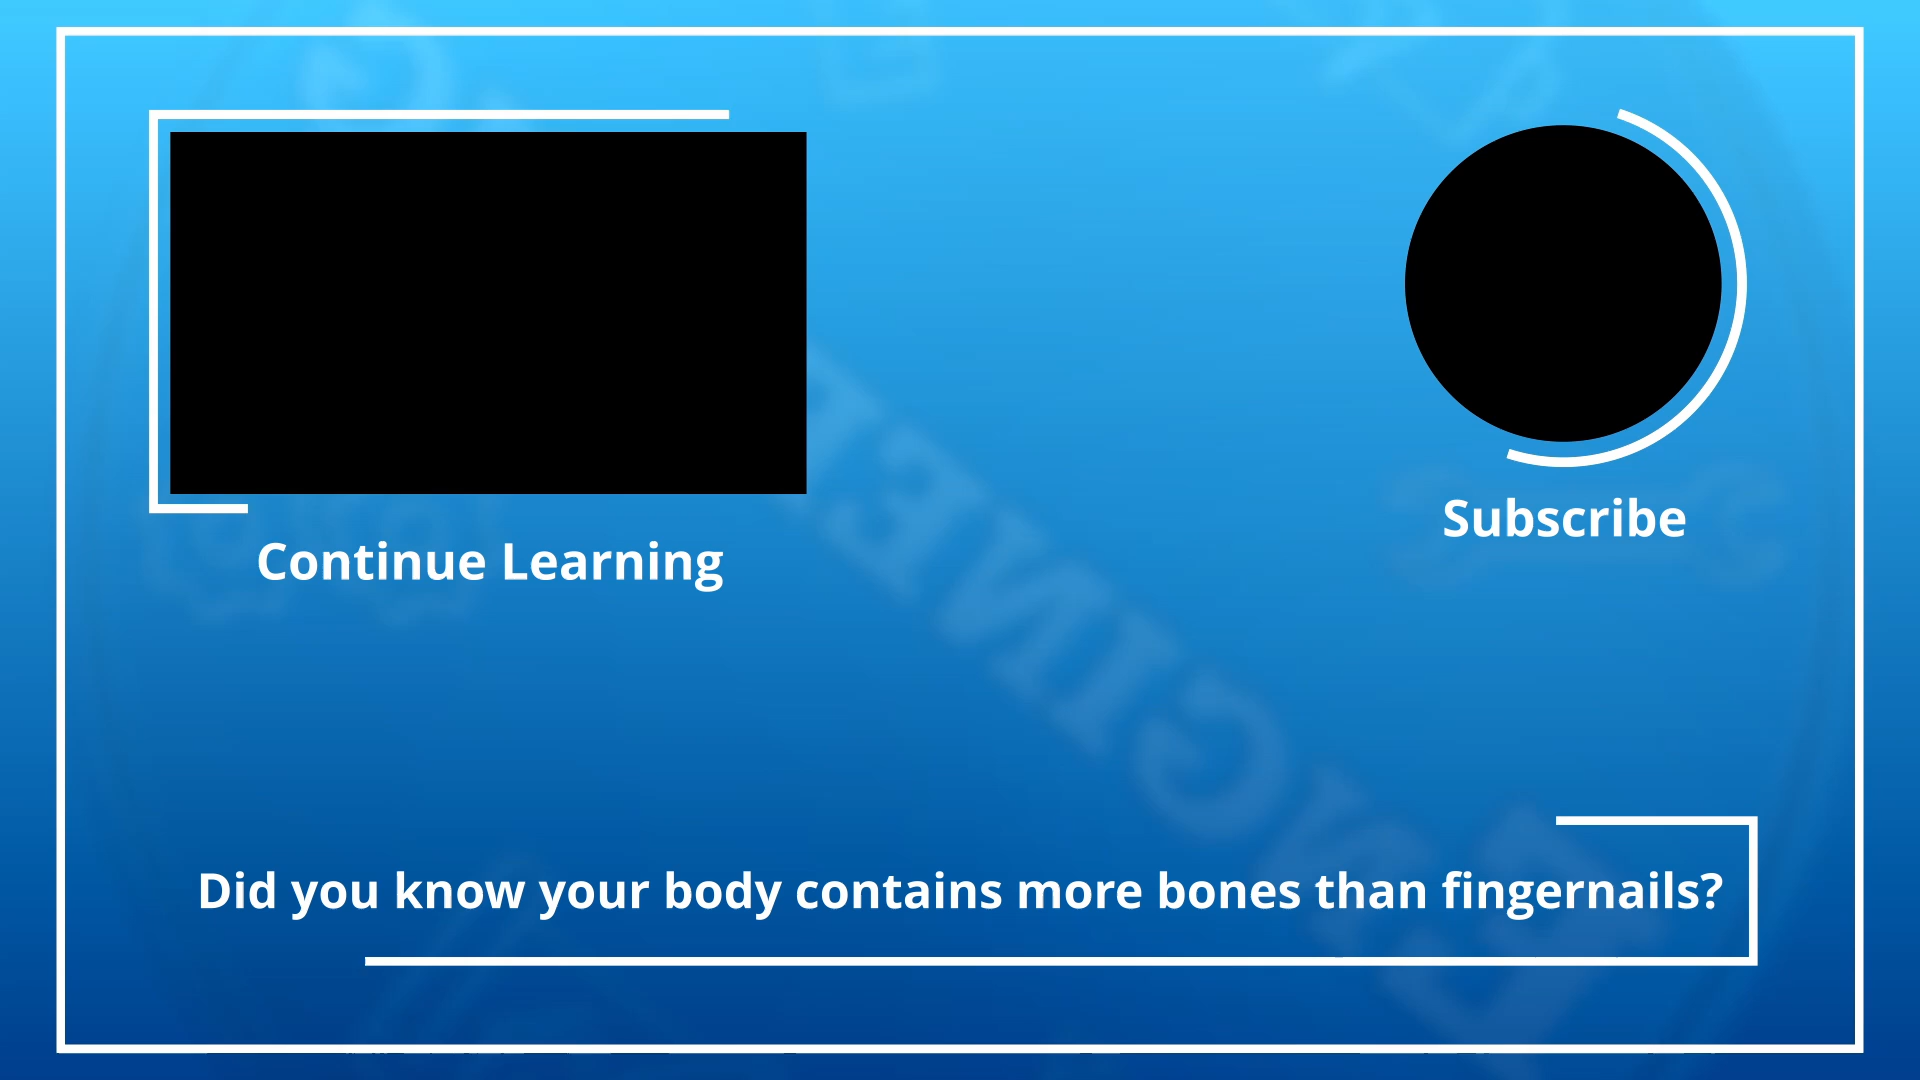 Continue Learning
Subscribe
Did you know your body contains more bones than fingernails?